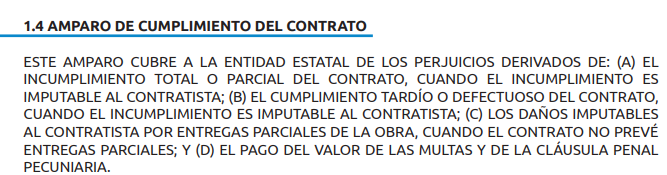 1.4 AMPARO DE CUMPLIMIENTO DEL CONTRATO
ESTE AMPARO CUBRE A LA ENTIDAD ESTATAL DE LOS PERJUICIOS DERIVADOS DE: (A) EL
INCUMPLIMIENTO TOTAL O PARCIAL DEL CONTRATO, CUANDO EL INCUMPLIMIENTO ES
IMPUTABLE AL CONTRATISTA; (B) EL CUMPLIMIENTO TARDÍO O DEFECTUOSO DEL CONTRATO,
CUANDO EL INCUMPLIMIENTO ES IMPUTABLE AL CONTRATISTA; (C) LOS DAÑOS IMPUTABLES
AL CONTRATISTA POR ENTREGAS PARCIALES DE LA OBRA, CUANDO EL CONTRATO NO PREVÉ
ENTREGAS PARCIALES; Y (D) EL PAGO DEL VALOR DE LAS MULTAS Y DE LA CLÁUSULA PENAL
PECUNIARIA.